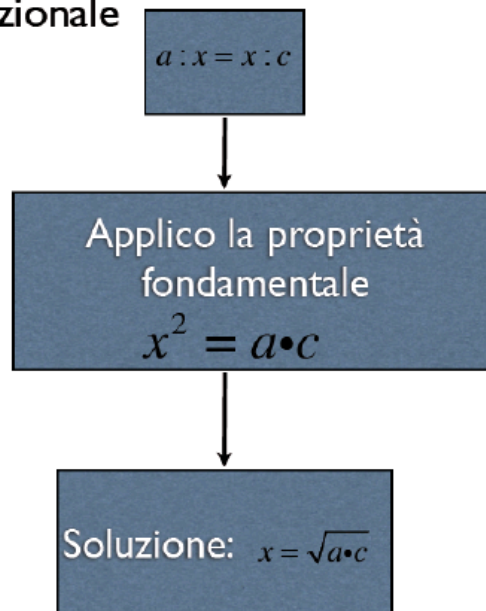 zionale
a : x = x : c
Applico la proprietà
fondamentale
x² = a•c
Soluzione: x = √a•c